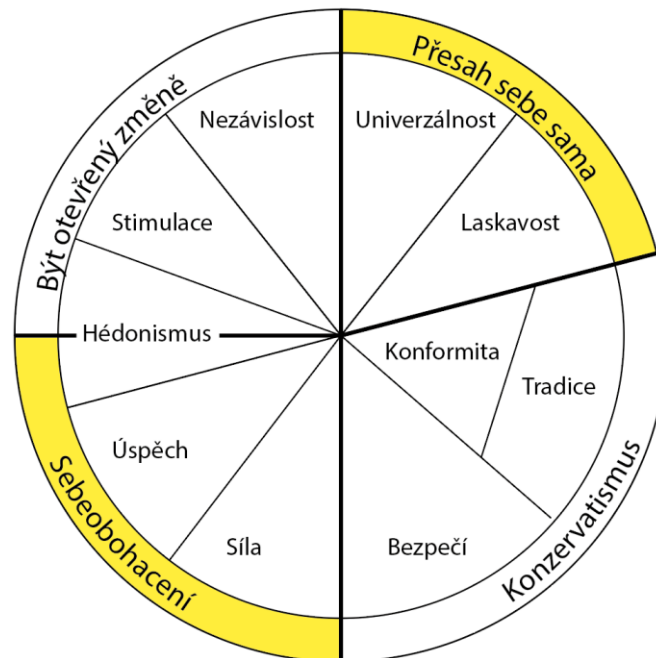 Být otevřený změně
Přesah sebe sama
Nezávislost
Univerzálnost
Stimulace
Laskavost
Hédonismus
Konformita
Tradice
Úspěch
Síla
Bezpečí
Sebeobohacení
Konzervatismus